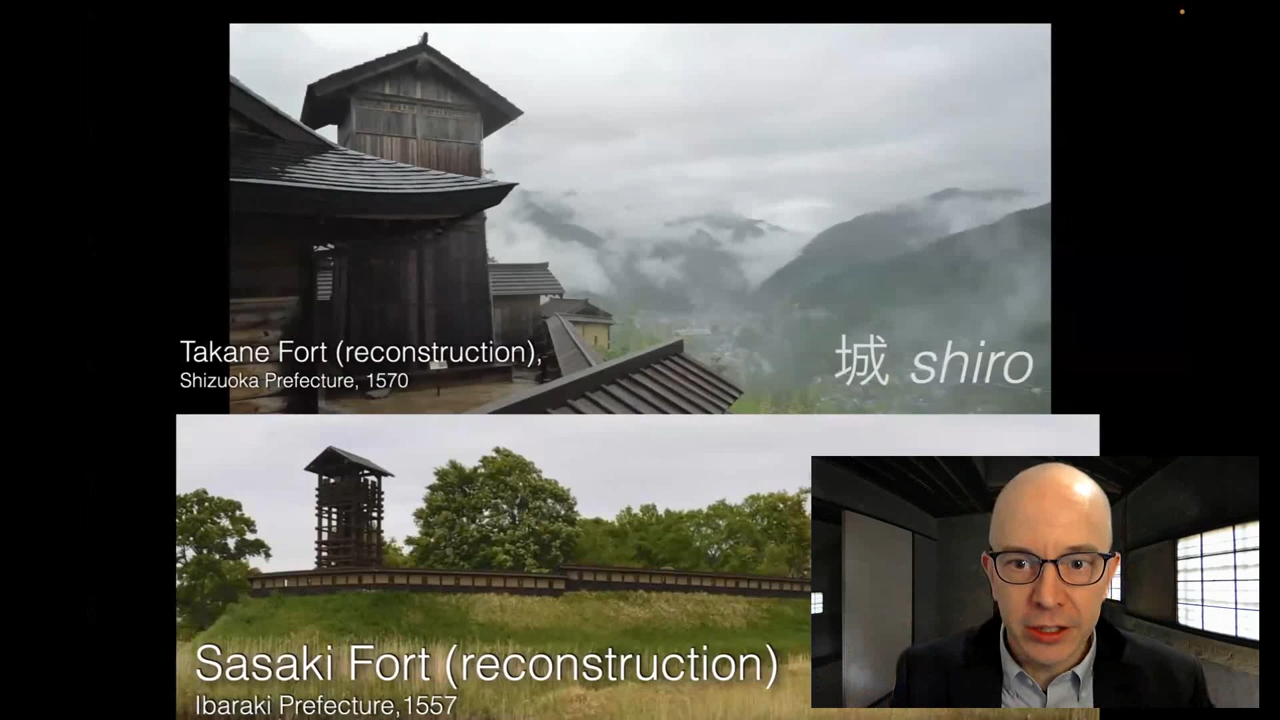 Takane Fort (reconstruction),
Shizuoka Prefecture, 1570
城 shiro
Sasaki Fort (reconstruction)
Ibaraki Prefecture,1557